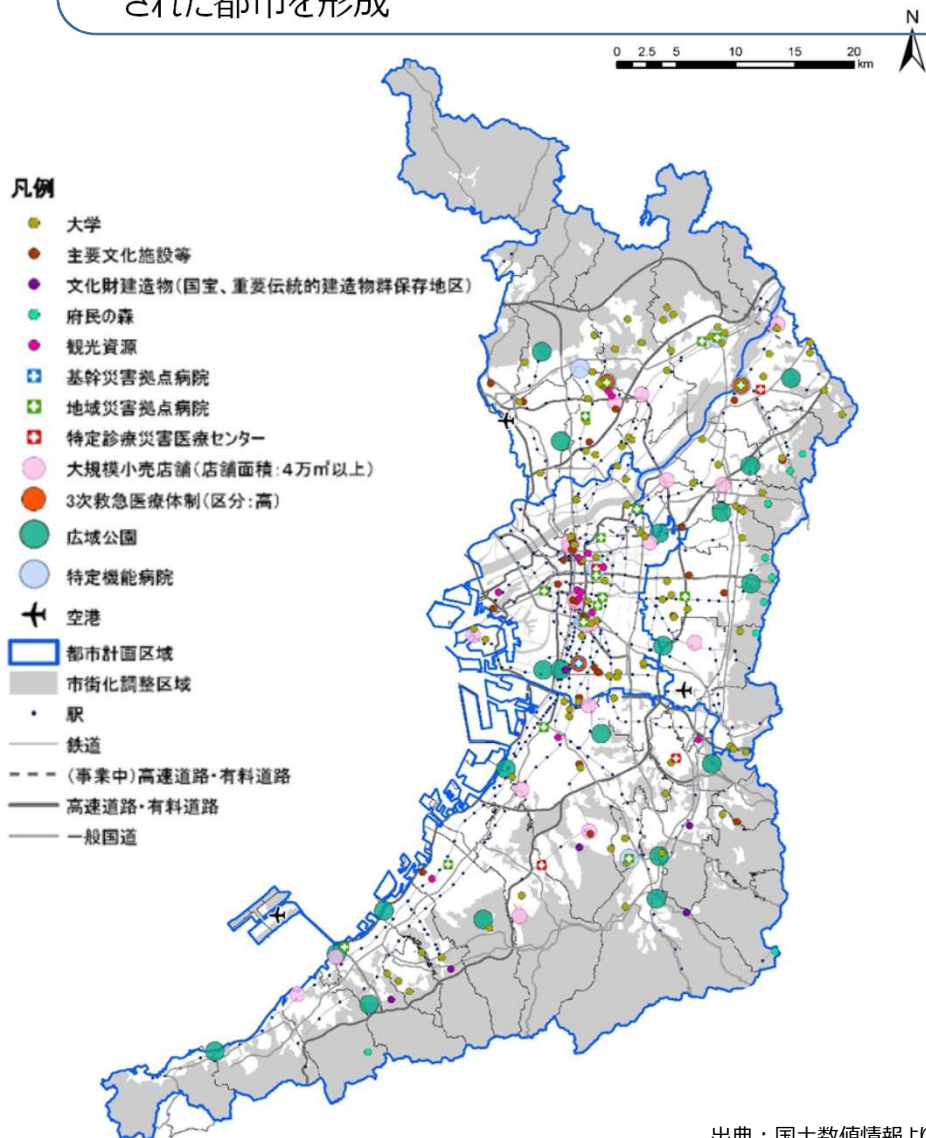 された都市を形成
N
0 2.5 5 10 15 20
km
凡例
大学
主要文化施設等
文化財建造物(国宝、重要伝統的建造物群保存地区)
府民の森
観光資源
基幹災害拠点病院
地域災害拠点病院
特定診療災害医療センター
大規模小売店舗(店舗面積:4万㎡以上)
3次救急医療体制(区分:高)
広域公園
特定機能病院
空港
都市計画区域
市街化調整区域
駅
鉄道
(事業中)高速道路・有料道路
高速道路・有料道路
一般国道
出典:国土数値情報より